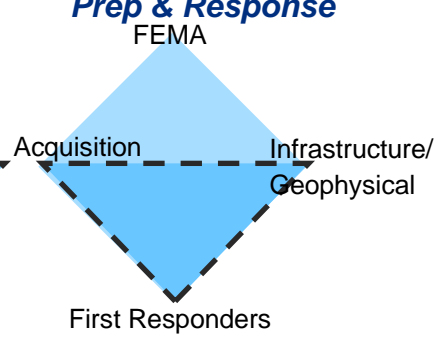 Prep & Response
FEMA
Acquisition
Infrastructure/
Geophysical
First Responders